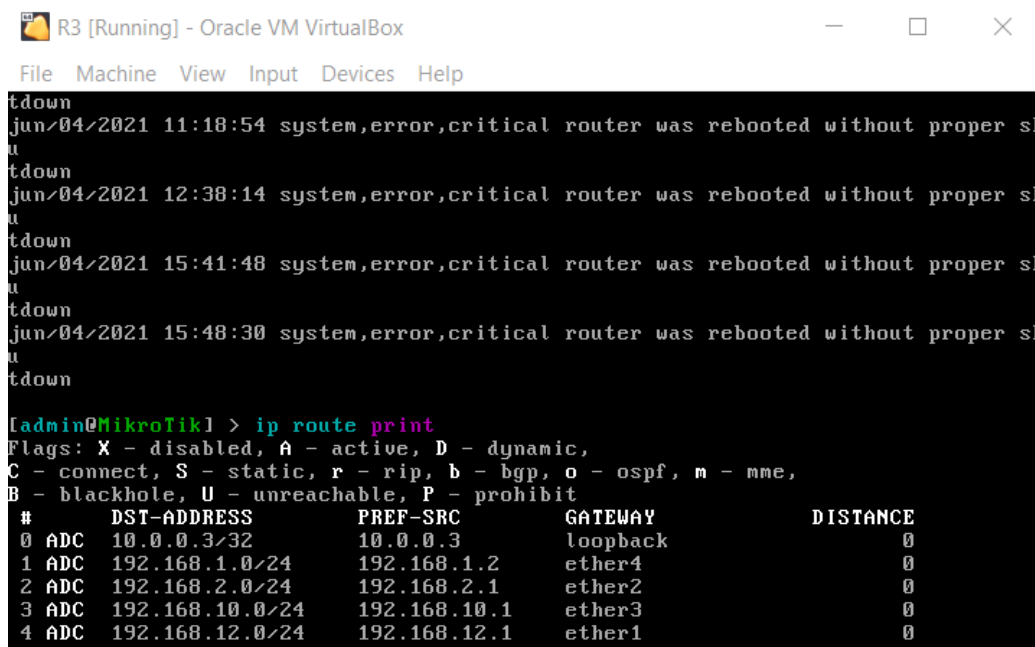 R3 [Running] - Oracle VM VirtualBox
File Machine View Input Devices Help
tdown
jun/04/2021 11:18:54 system,error,critical router was rebooted without proper sh
u
tdown
jun/04/2021 12:38:14 system,error,critical router was rebooted without proper sh
u
tdown
jun/04/2021 15:41:48 system,error,critical router was rebooted without proper sh
u
tdown
jun/04/2021 15:48:30 system,error,critical router was rebooted without proper sh
u
tdown
[admin@MikroTik] > ip route print
Flags: X - disabled, A - active, D - dynamic,
C - connect, S - static, r - rip, b - bgp, o - ospf, m - mme,
B - blackhole, U - unreachable, P - prohibit
# DST-ADDRESS PREF-SRC GATEWAY DISTANCE
0 ADC 10.0.0.3/32 10.0.0.3 loopback 0
1 ADC 192.168.1.0/24 192.168.1.2 ether4 0
2 ADC 192.168.2.0/24 192.168.2.1 ether2 0
3 ADC 192.168.10.0/24 192.168.10.1 ether3 0
4 ADC 192.168.12.0/24 192.168.12.1 ether1 0